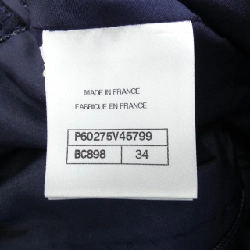 MADE IN FRANCE
FABRIQUE EN FRANCE
P60275V45799
BC898 34